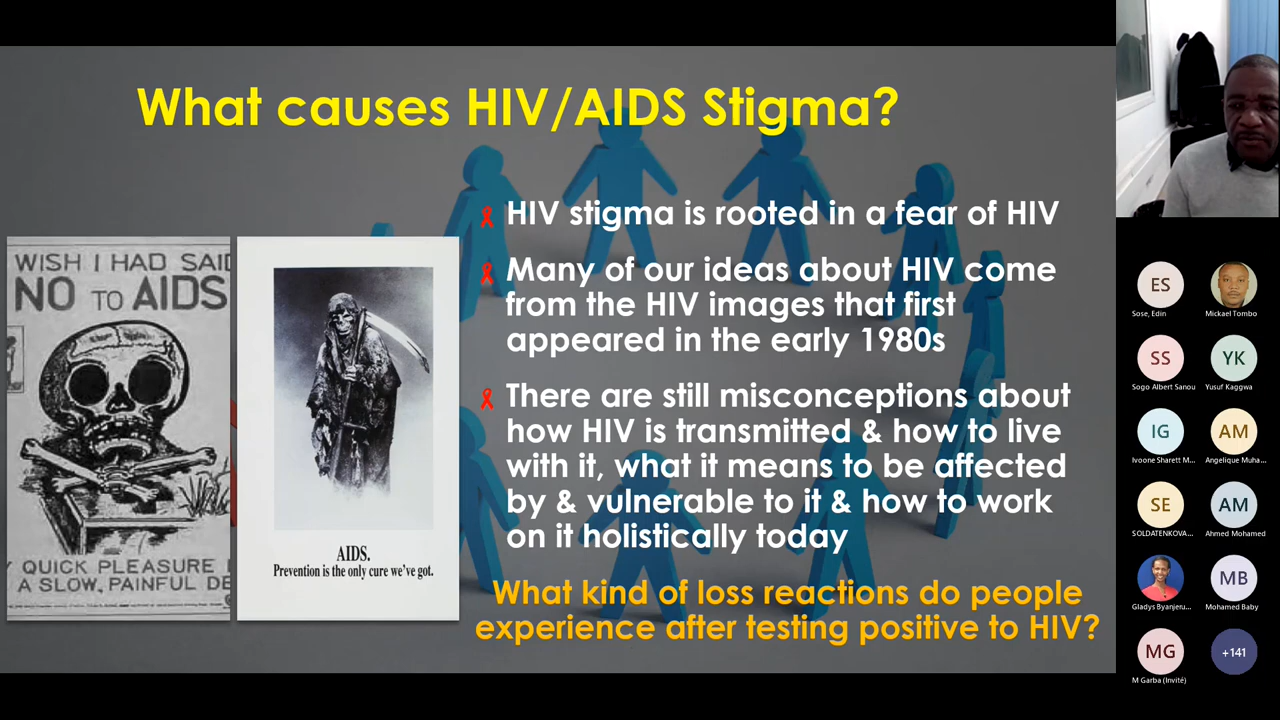 What causes HIV/AIDS Stigma?
HIV stigma is rooted in a fear of HIV
Many of our ideas about HIV come
from the HIV images that first
appeared in the early 1980s
There are still misconceptions about
how HIV is transmitted & how to live
with it, what it means to be affected
by & vulnerable to it & how to work
on it holistically today
What kind of loss reactions do people
experience after testing positive to HIV?
WISH I HAD SAID
NO TO AIDS
QUICK PLEASURE
A SLOW, PAINFUL DE
AIDS.
Prevention is the only cure we've got.
ES
Sose, Edin
Mickael Tombo
SS
YK
Sogo Albert Sanou
Yusuf Kaggwa
IG
AM
Ivoone Sharett M...
Angelique Muha...
SE
AM
SOLDATENKOVA...
Ahmed Mohamed
MB
Gladys Byanjeru...
Mohamed Baby
MG
+141
M Garba (Invité)